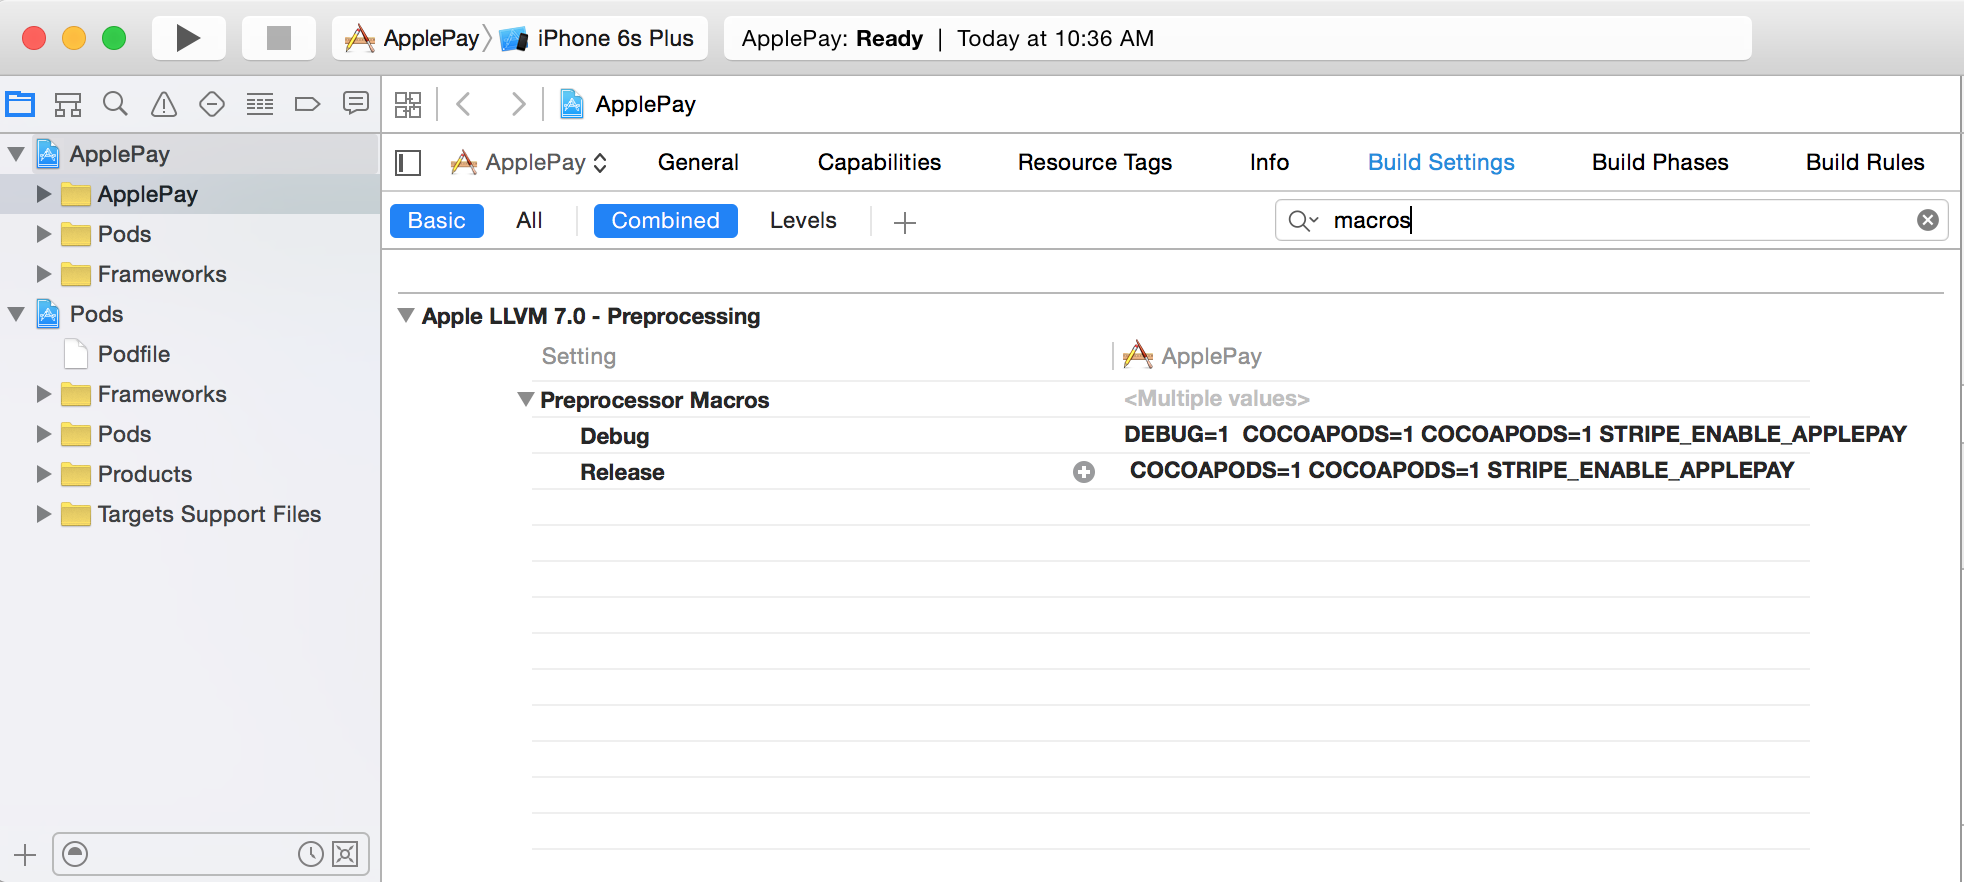 ApplePay iPhone 6s Plus ApplePay: Ready | Today at 10:36 AM
ApplePay
ApplePay
ApplePay
Pods
Frameworks
Pods
Podfile
Frameworks
Pods
Products
Targets Support Files
ApplePay General Capabilities Resource Tags Info Build Settings Build Phases Build Rules
Basic All Combined Levels macros
Apple LLVM 7.0 - Preprocessing
Setting ApplePay
Preprocessor Macros <Multiple values>
Debug DEBUG=1 COCOAPODS=1 COCOAPODS=1 STRIPE_ENABLE_APPLEPAY
Release COCOAPODS=1 COCOAPODS=1 STRIPE_ENABLE_APPLEPAY